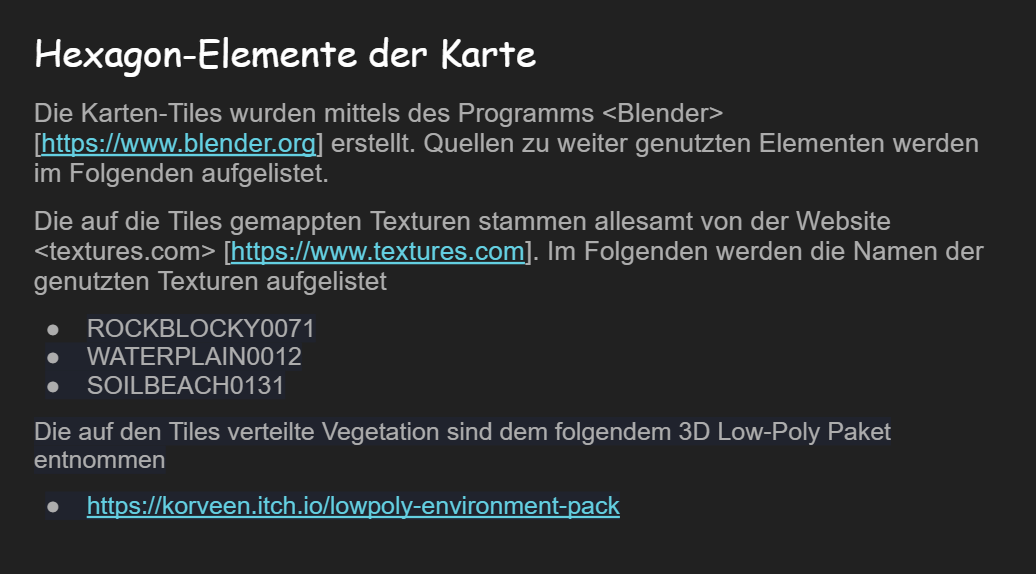 Hexagon-Elemente der Karte
Die Karten-Tiles wurden mittels des Programms <Blender>
[https://www.blender.org] erstellt. Quellen zu weiter genutzten Elementen werden
im Folgenden aufgelistet.
Die auf die Tiles gemappten Texturen stammen allesamt von der Website
<textures.com> [https://www.textures.com]. Im Folgenden werden die Namen der
genutzten Texturen aufgelistet
● ROCKBLOCKY0071
● WATERPLAIN0012
● SOILBEACH0131
Die auf den Tiles verteilte Vegetation sind dem folgendem 3D Low-Poly Paket
entnommen
● https://korveen.itch.io/lowpoly-environment-pack